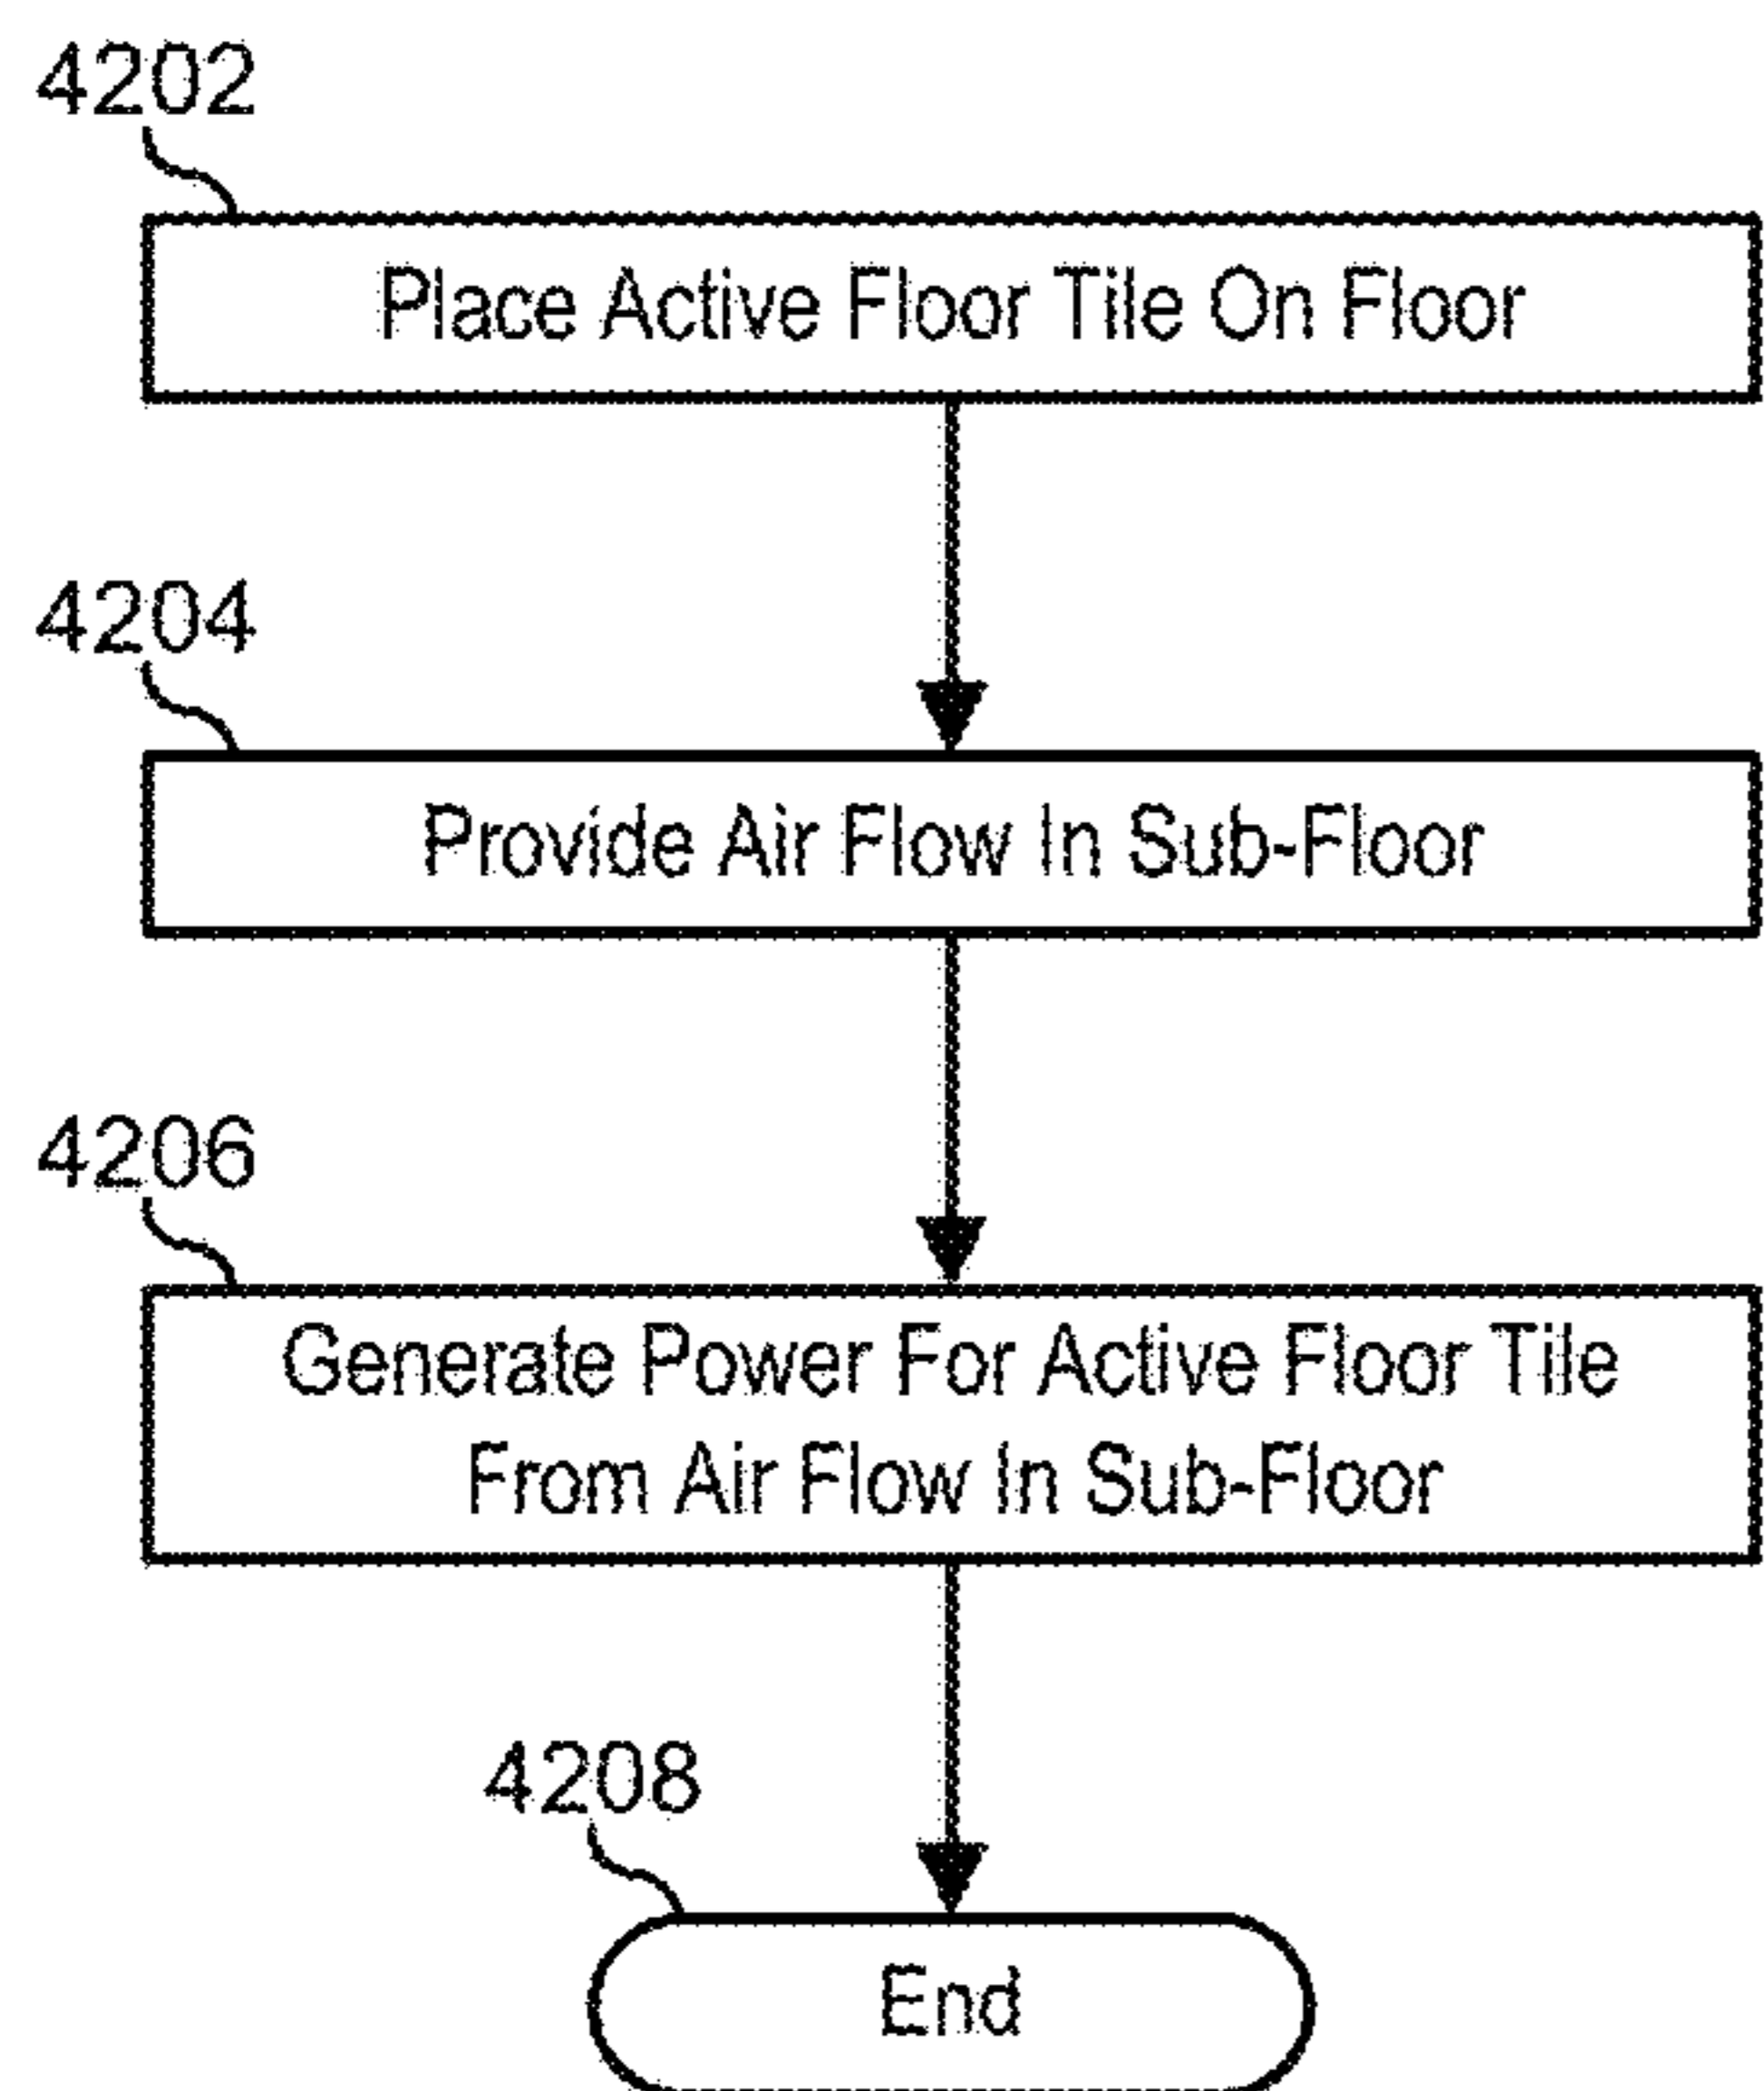 4202
Place Active Floor Tile On Floor
4204
Provide Air Flow In Sub-Floor
4206
Generate Power For Active Floor Tile
From Air Flow In Sub-Floor
4208
End